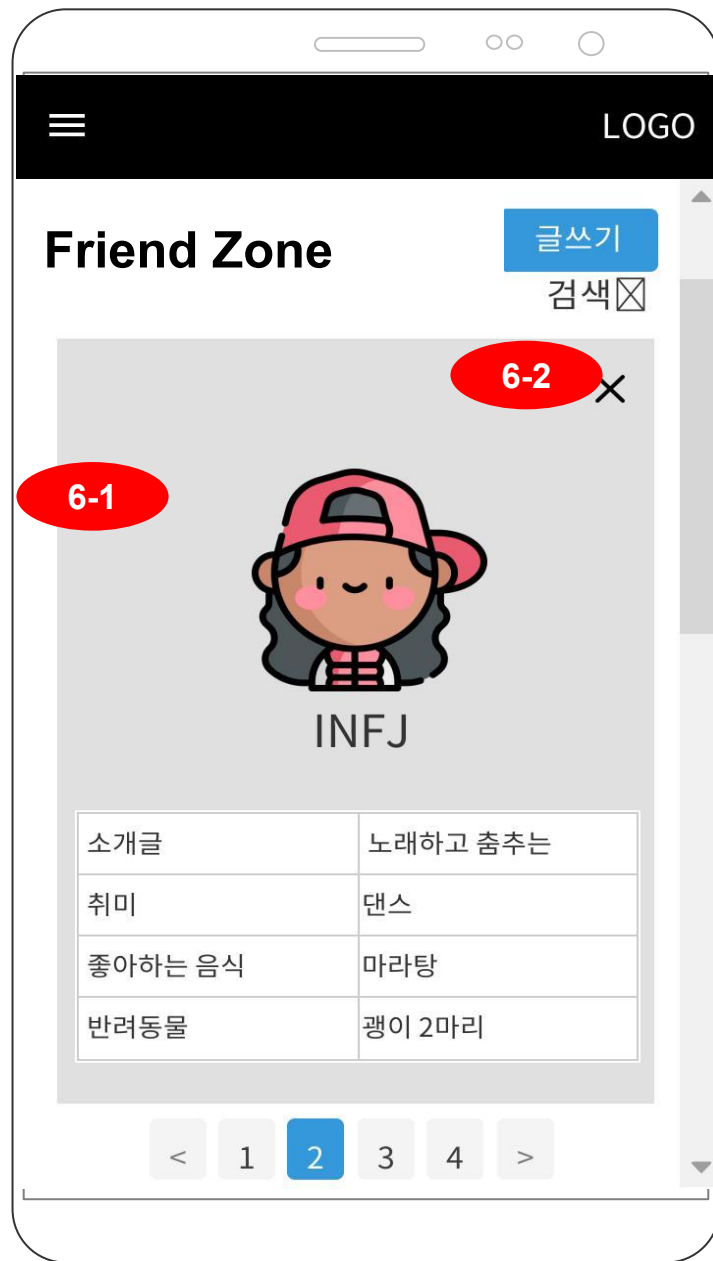 LOGO
Friend Zone
글쓰기
검색
6-2
6-1
INFJ
소개글 노래하고 춤추는
취미 댄스
좋아하는 음식 마라탕
반려동물 괭이 2마리
< 1 2 3 4 >